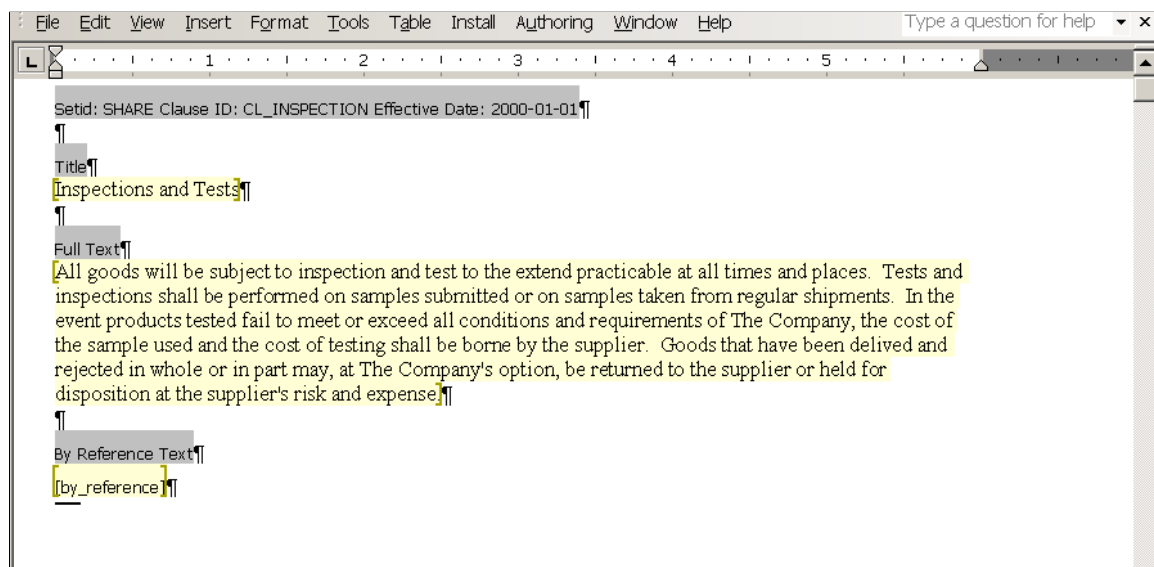 File Edit View Insert Format Tools Table Install Authoring Window Help Type a question for help
L 1 2 3 4 5
Setid: SHARE Clause ID: CL_INSPECTION Effective Date: 2000-01-01¶
¶
Title¶
[Inspections and Tests]¶
¶
Full Text¶
[All goods will be subject to inspection and test to the extend practicable at all times and places.  Tests and
inspections shall be performed on samples submitted or on samples taken from regular shipments.  In the
event products tested fail to meet or exceed all conditions and requirements of The Company, the cost of
the sample used and the cost of testing shall be borne by the supplier.  Goods that have been delived and
rejected in whole or in part may, at The Company's option, be returned to the supplier or held for
disposition at the supplier's risk and expense.]¶
¶
By Reference Text¶
[[by_reference]]¶